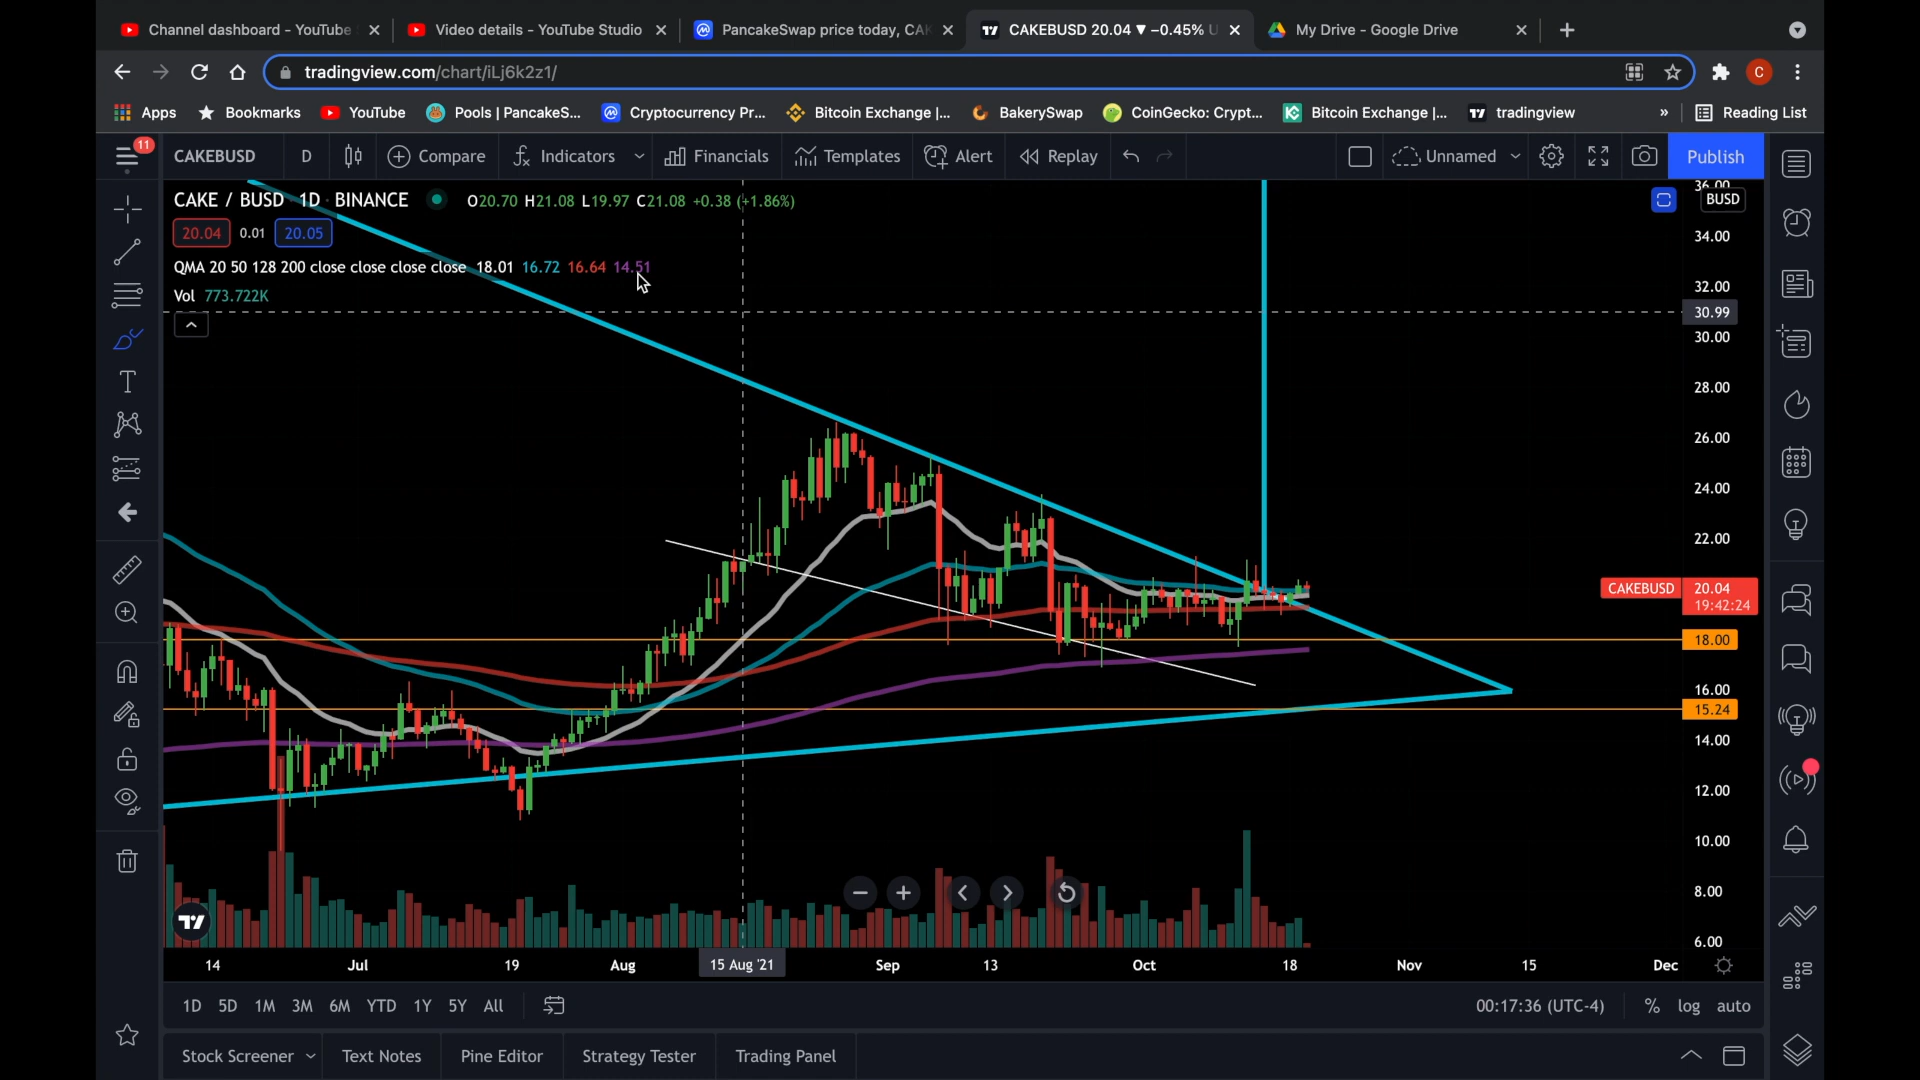 Channel dashboard - YouTube
Video details - YouTube Studio
PancakeSwap price today, CAK
CAKEBUSD 20.04 ▼ −0.45% U
My Drive - Google Drive
tradingview.com/chart/iLj6k2z1/
C
Apps
Bookmarks
YouTube
Pools | PancakeS...
Cryptocurrency Pr...
Bitcoin Exchange |...
BakerySwap
CoinGecko: Crypt...
Bitcoin Exchange |...
tradingview
»
Reading List
11
CAKEBUSD
D
Compare
Indicators
Financials
Templates
Alert
Replay
Unnamed
Publish
CAKE / BUSD 1D BINANCE
O20.70 H21.08 L19.97 C21.08 +0.38 (+1.86%)
20.04 0.01 20.05
QMA 20 50 128 200 close close close close 18.01 16.72 16.64 14.51
Vol 773.722K
36.00
BUSD
34.00
32.00
30.99
30.00
28.00
26.00
24.00
22.00
CAKEBUSD 20.04
19:42:24
18.00
16.00
15.24
14.00
12.00
10.00
8.00
6.00
14 Jul 19 Aug 15 Aug '21 Sep 13 Oct 18 Nov 15 Dec
1D 5D 1M 3M 6M YTD 1Y 5Y All
00:17:36 (UTC-4) % log auto
Stock Screener
Text Notes
Pine Editor
Strategy Tester
Trading Panel